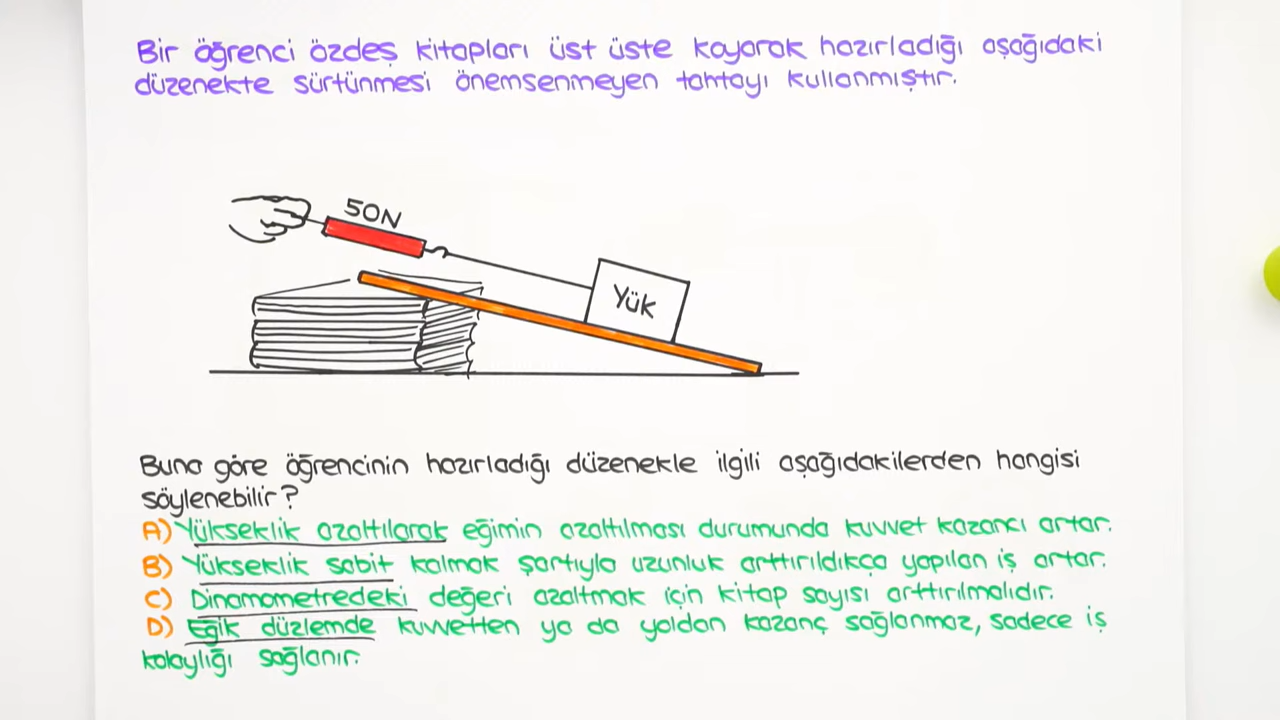 Bir öğrenci özdeş kitapları üst üste koyarak hazırladığı aşağıdaki
düzenekte sürtünmesi önemsenmeyen tahtayı kullanmıştır.
50N
Yük
Buna göre öğrencinin hazırladığı düzenekle ilgili aşağıdakilerden hangisi
söylenebilir?
A) Yükseklik azaltılarak eğimin azaltılması durumunda kuvvet kazancı artar.
B) Yükseklik sabit kalmak şartıyla uzunluk arttırıldıkça yapılan iş artar.
C) Dinamometredeki değeri azaltmak için kitap sayısı arttırılmalıdır.
D) Eğik düzlemde kuvvetten ya da yoldan kazanç sağlanmaz, sadece iş
kolaylığı sağlanır.